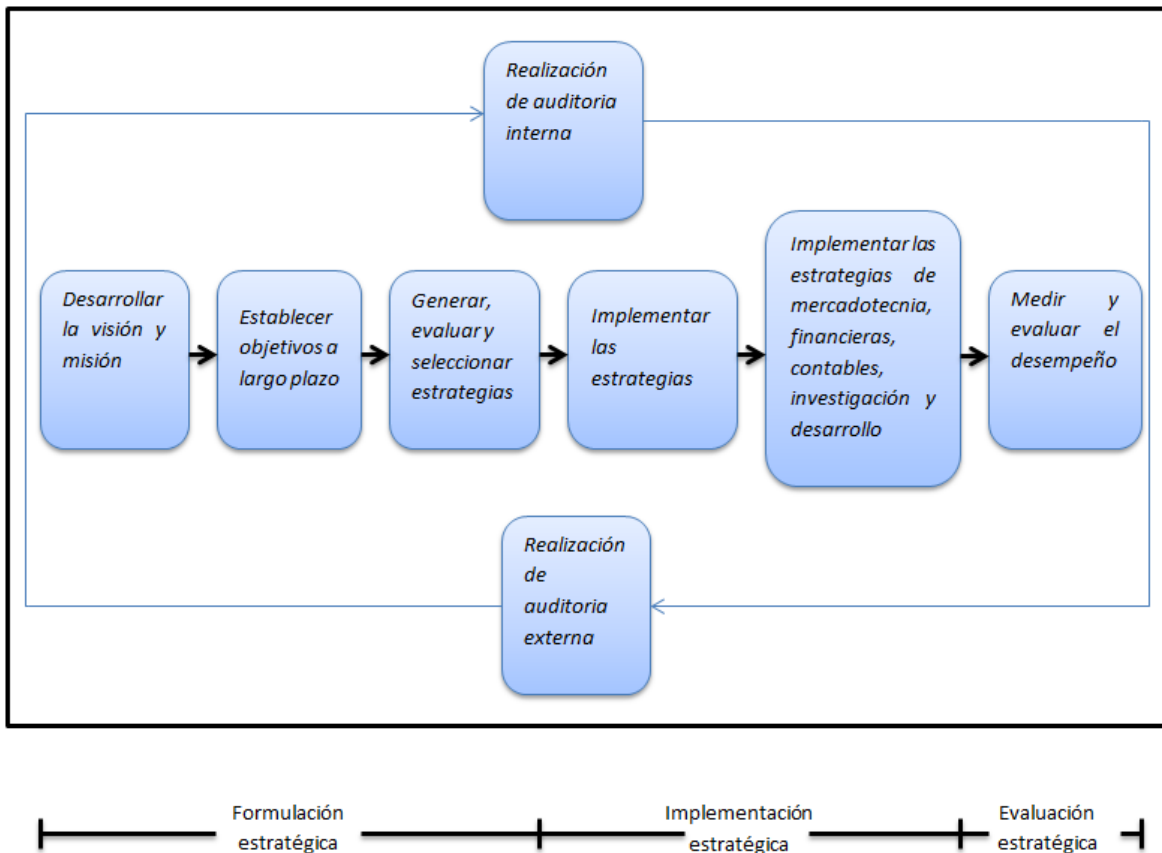 Realización
de auditoria
interna
Desarrollar
la visión y
misión
Establecer
objetivos a
largo plazo
Generar,
evaluar y
seleccionar
estrategias
Implementar
las
estrategias
Implementar las
estrategias de
mercadotecnia,
financieras,
contables,
investigación y
desarrollo
Medir y
evaluar el
desempeño
Realización
de
auditoria
externa
Formulación
estratégica
Implementación
estratégica
Evaluación
estratégica